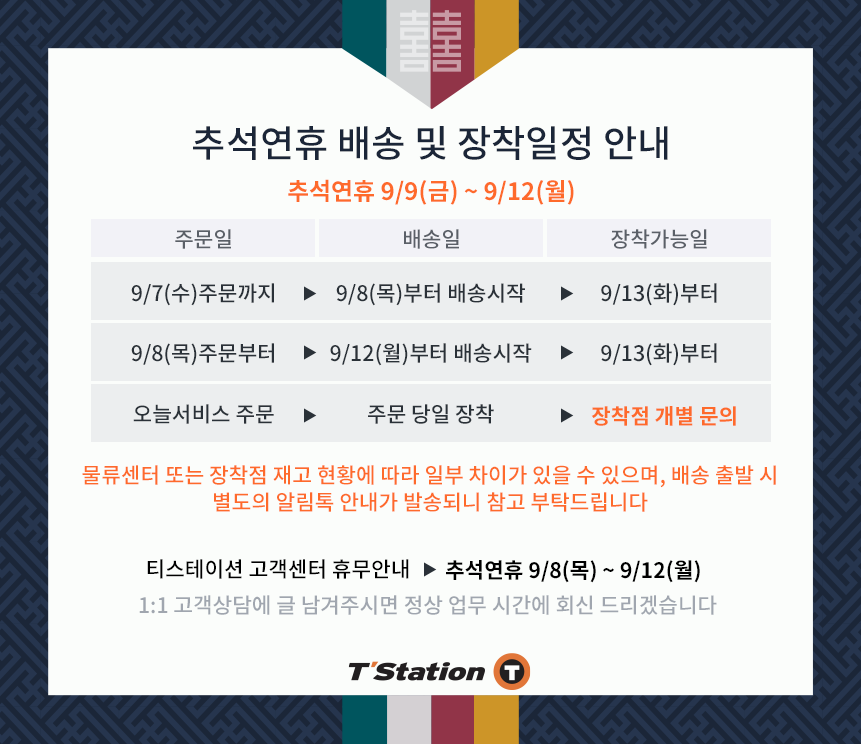 囍
추석연휴 배송 및 장착일정 안내
추석연휴 9/9(금) ~ 9/12(월)
주문일 배송일 장착가능일
9/7(수)주문까지 ▶ 9/8(목)부터 배송시작 ▶ 9/13(화)부터
9/8(목)주문부터 ▶ 9/12(월)부터 배송시작 ▶ 9/13(화)부터
오늘서비스 주문 ▶ 주문 당일 장착 ▶ 장착점 개별 문의
물류센터 또는 장착점 재고 현황에 따라 일부 차이가 있을 수 있으며, 배송 출발 시
별도의 알림톡 안내가 발송되니 참고 부탁드립니다
티스테이션 고객센터 휴무안내 ▶ 추석연휴 9/8(목) ~ 9/12(월)
1:1 고객상담에 글 남겨주시면 정상 업무 시간에 회신 드리겠습니다
T'Station T